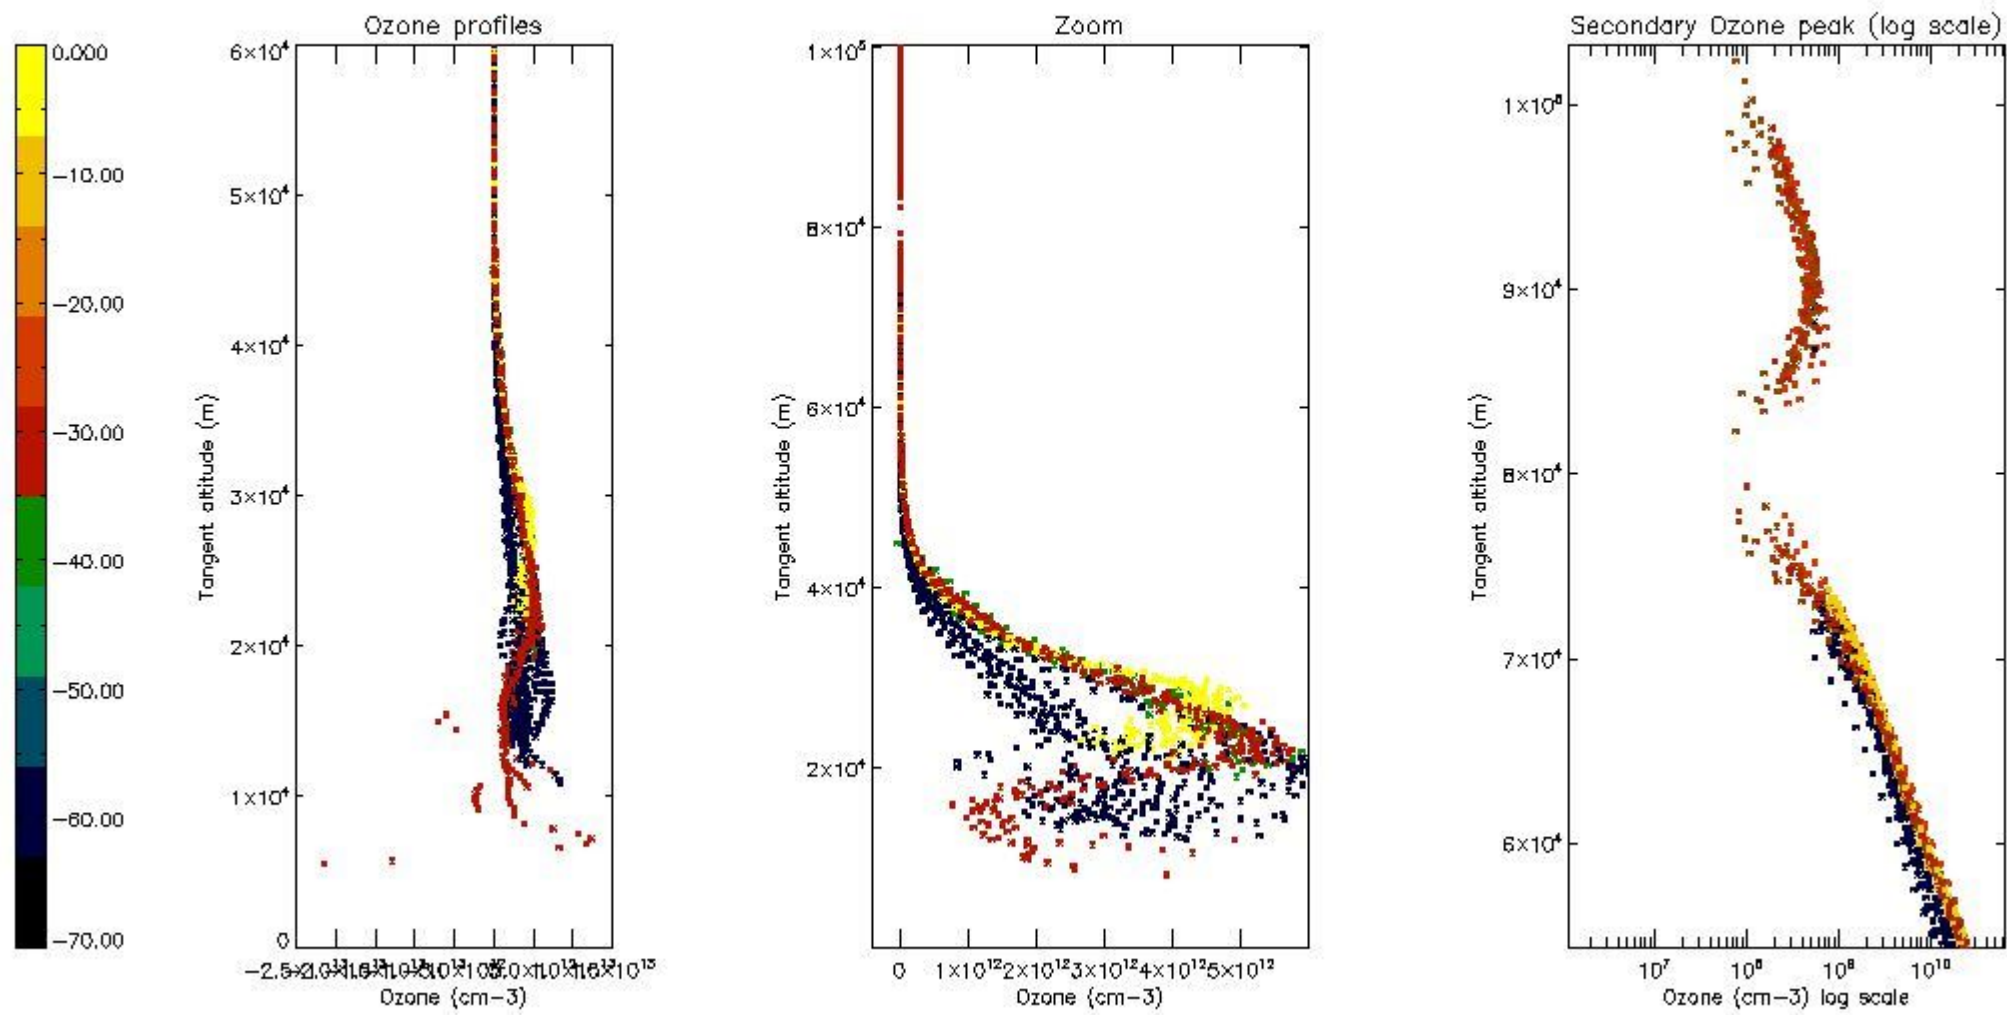 Ozone profiles
Zoom
Secondary Ozone peak (log scale)
0.000
−10.00
−20.00
−30.00
−40.00
−50.00
−60.00
−70.00
6×10⁴
5×10⁴
4×10⁴
3×10⁴
2×10⁴
1×10⁴
0
Tangent altitude (m)
Ozone (cm−3)
1×10⁵
8×10⁴
6×10⁴
4×10⁴
2×10⁴
Tangent altitude (m)
0 1×10¹² 2×10¹² 3×10¹² 4×10¹² 5×10¹²
Ozone (cm−3)
1×10⁵
9×10⁴
8×10⁴
7×10⁴
6×10⁴
Tangent altitude (m)
10⁷ 10⁸ 10⁹ 10¹⁰
Ozone (cm−3) log scale